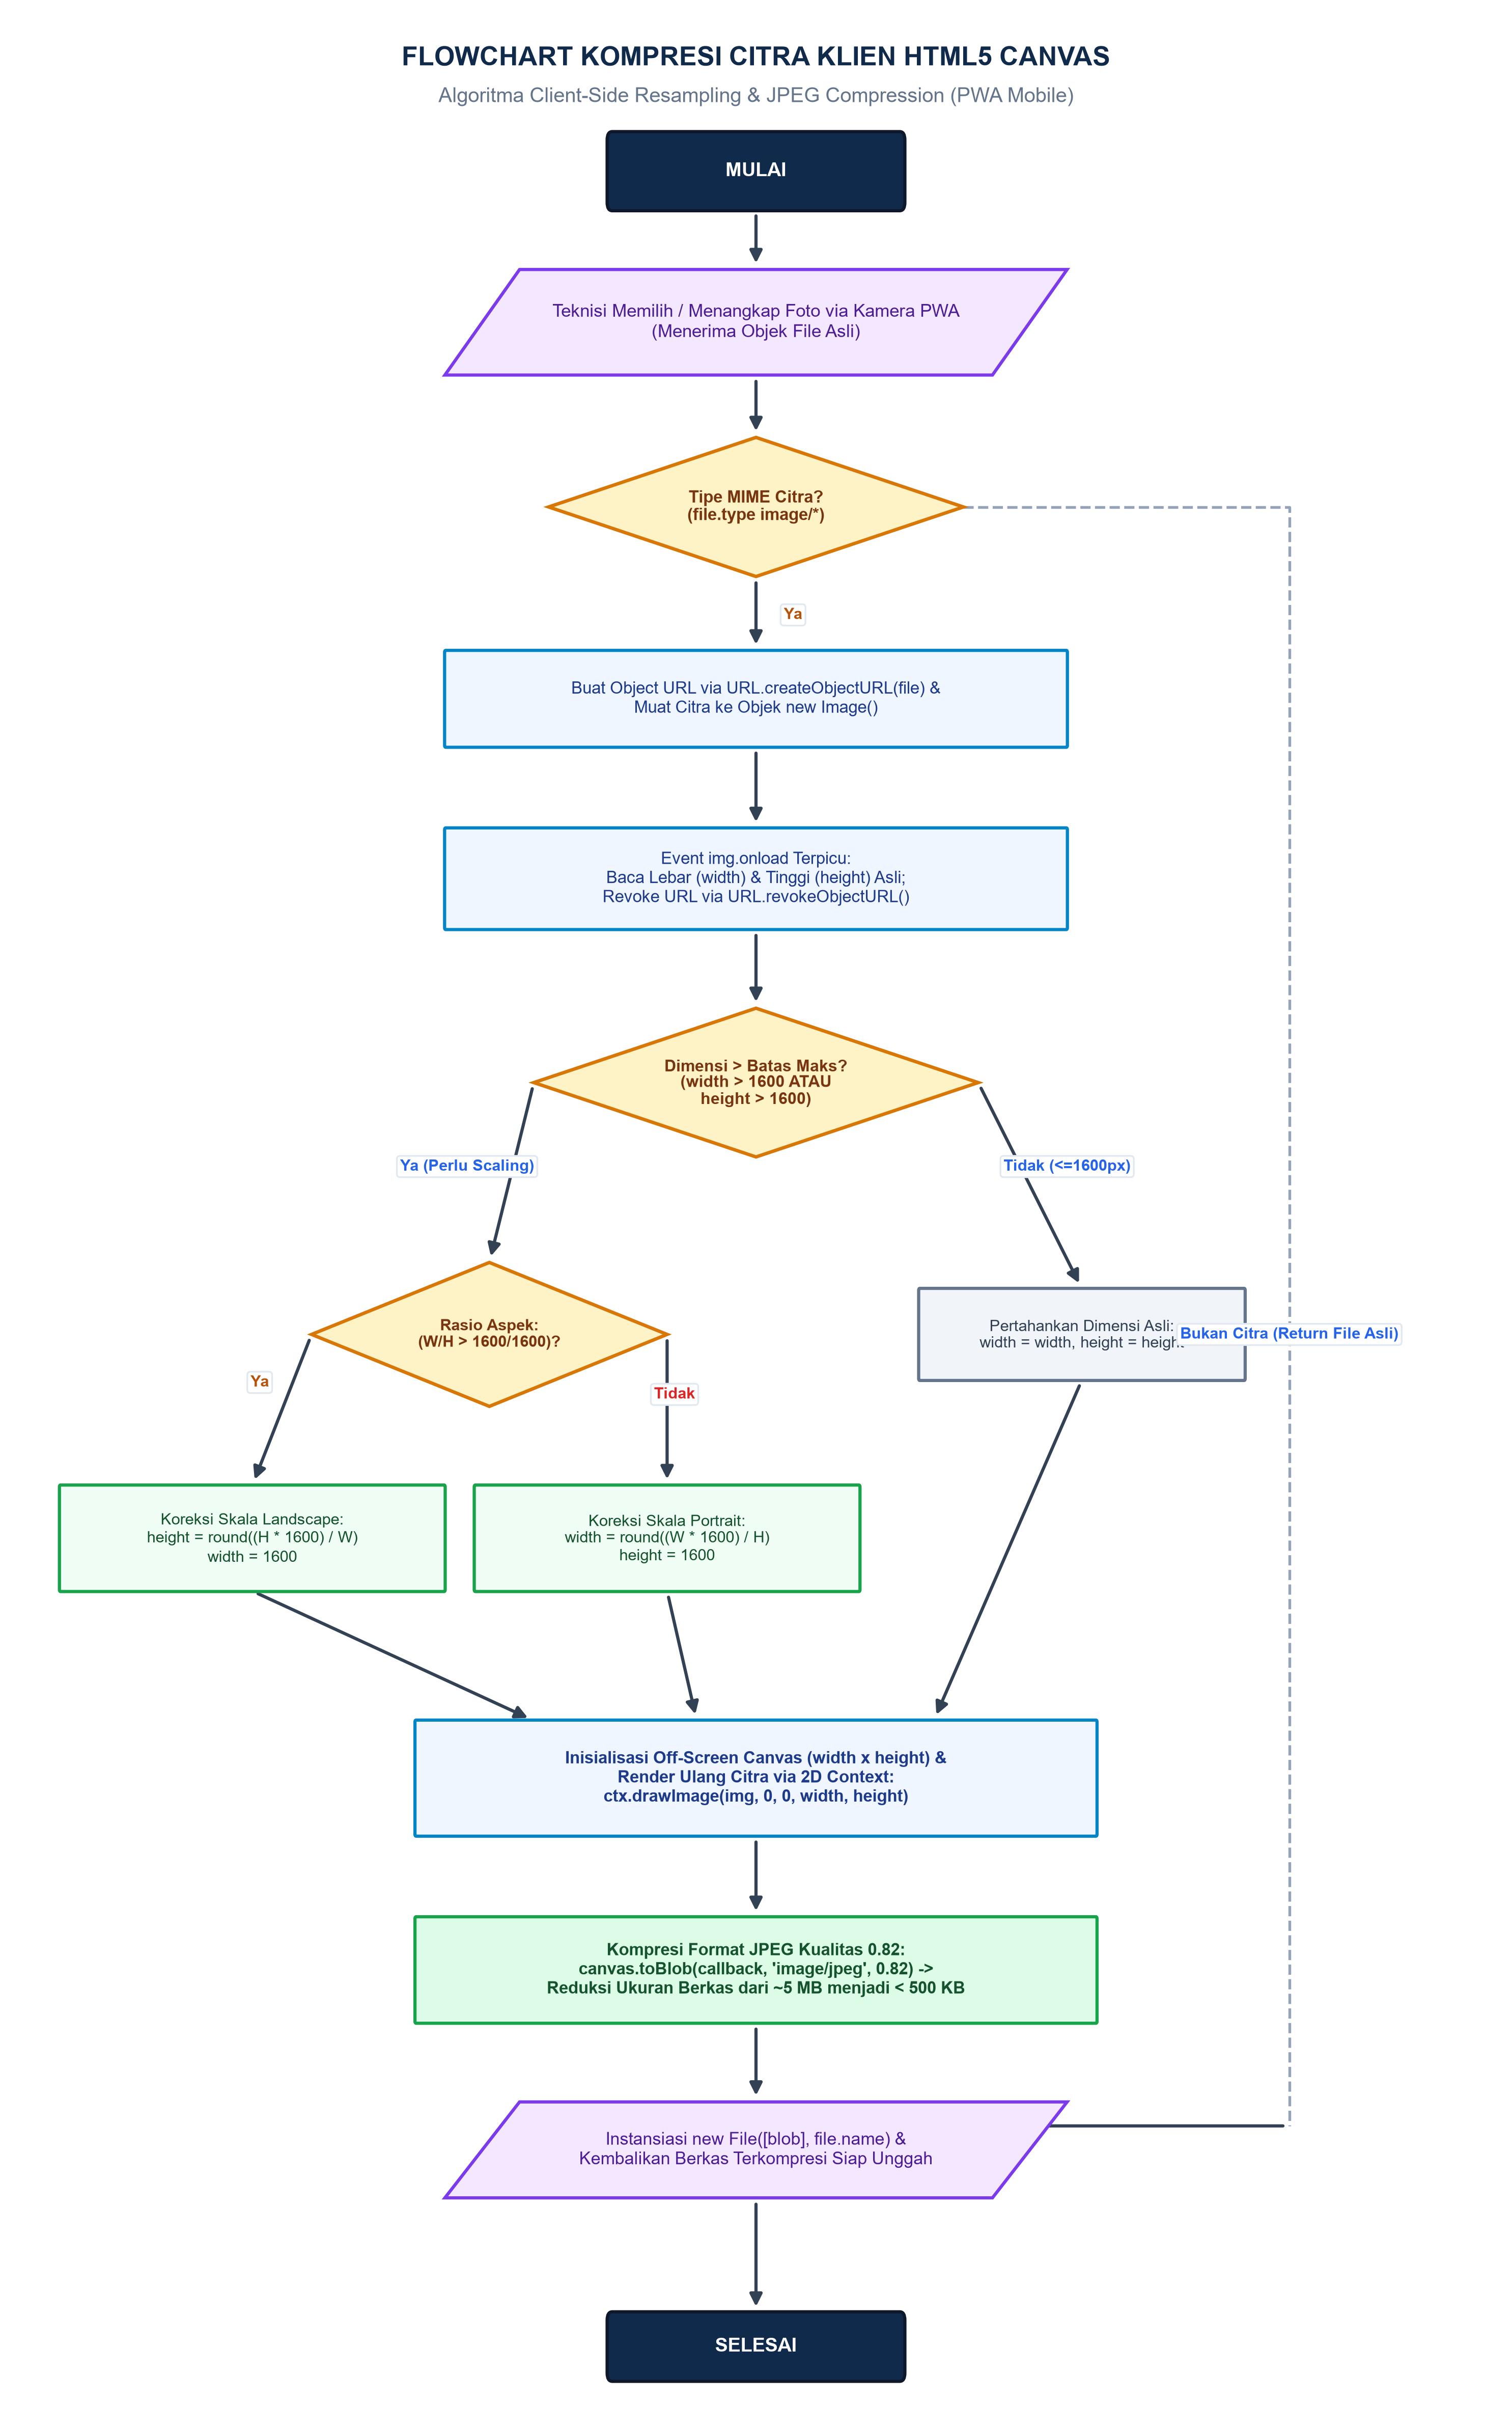 FLOWCHART KOMPRESI CITRA KLIEN HTML5 CANVAS
Algoritma Client-Side Resampling & JPEG Compression (PWA Mobile)
MULAI
Teknisi Memilih / Menangkap Foto via Kamera PWA
(Menerima Objek File Asli)
Tipe MIME Citra?
(file.type image/*)
Ya
Buat Object URL via URL.createObjectURL(file) &
Muat Citra ke Objek new Image()
Event img.onload Terpicu:
Baca Lebar (width) & Tinggi (height) Asli;
Revoke URL via URL.revokeObjectURL()
Dimensi > Batas Maks?
(width > 1600 ATAU
height > 1600)
Ya (Perlu Scaling)
Tidak (<=1600px)
Rasio Aspek:
(W/H > 1600/1600)?
Pertahankan Dimensi Asli:
width = width, height = height
Bukan Citra (Return File Asli)
Ya
Tidak
Koreksi Skala Landscape:
height = round((H * 1600) / W)
width = 1600
Koreksi Skala Portrait:
width = round((W * 1600) / H)
height = 1600
Inisialisasi Off-Screen Canvas (width x height) &
Render Ulang Citra via 2D Context:
ctx.drawImage(img, 0, 0, width, height)
Kompresi Format JPEG Kualitas 0.82:
canvas.toBlob(callback, 'image/jpeg', 0.82) ->
Reduksi Ukuran Berkas dari ~5 MB menjadi < 500 KB
Instansiasi new File([blob], file.name) &
Kembalikan Berkas Terkompresi Siap Unggah
SELESAI